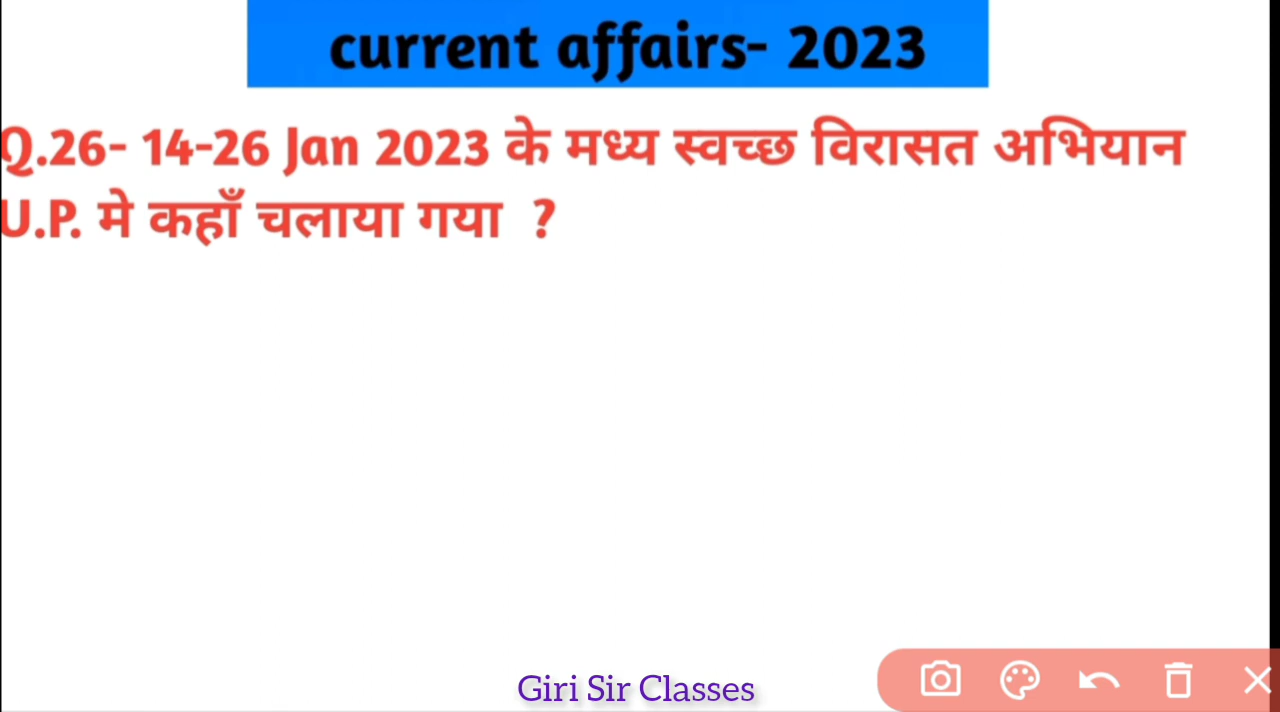 current affairs- 2023
Q.26- 14-26 Jan 2023 के मध्य स्वच्छ विरासत अभियान
U.P. मे कहाँ चलाया गया ?
Giri Sir Classes